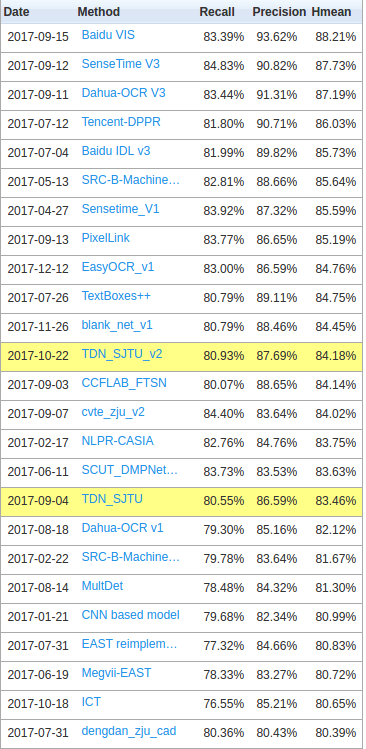 Date Method Recall Precision Hmean
2017-09-15 Baidu VIS 83.39% 93.62% 88.21%
2017-09-12 SenseTime V3 84.83% 90.82% 87.73%
2017-09-11 Dahua-OCR V3 83.44% 91.31% 87.19%
2017-07-12 Tencent-DPPR 81.80% 90.71% 86.03%
2017-07-04 Baidu IDL v3 81.99% 89.82% 85.73%
2017-05-13 SRC-B-Machine... 82.81% 88.66% 85.64%
2017-04-27 Sensetime_V1 83.92% 87.32% 85.59%
2017-09-13 PixelLink 83.77% 86.65% 85.19%
2017-12-12 EasyOCR_v1 83.00% 86.59% 84.76%
2017-07-26 TextBoxes++ 80.79% 89.11% 84.75%
2017-11-26 blank_net_v1 80.79% 88.46% 84.45%
2017-10-22 TDN_SJTU_v2 80.93% 87.69% 84.18%
2017-09-03 CCFLAB_FTSN 80.07% 88.65% 84.14%
2017-09-07 cvte_zju_v2 84.40% 83.64% 84.02%
2017-02-17 NLPR-CASIA 82.76% 84.76% 83.75%
2017-06-11 SCUT_DMPNet... 83.73% 83.53% 83.63%
2017-09-04 TDN_SJTU 80.55% 86.59% 83.46%
2017-08-18 Dahua-OCR v1 79.30% 85.16% 82.12%
2017-02-22 SRC-B-Machine... 79.78% 83.64% 81.67%
2017-08-14 MultDet 78.48% 84.32% 81.30%
2017-01-21 CNN based model 79.68% 82.34% 80.99%
2017-07-31 EAST reimplem... 77.32% 84.66% 80.83%
2017-06-19 Megvii-EAST 78.33% 83.27% 80.72%
2017-10-18 ICT 76.55% 85.21% 80.65%
2017-07-31 dengdan_zju_cad 80.36% 80.43% 80.39%